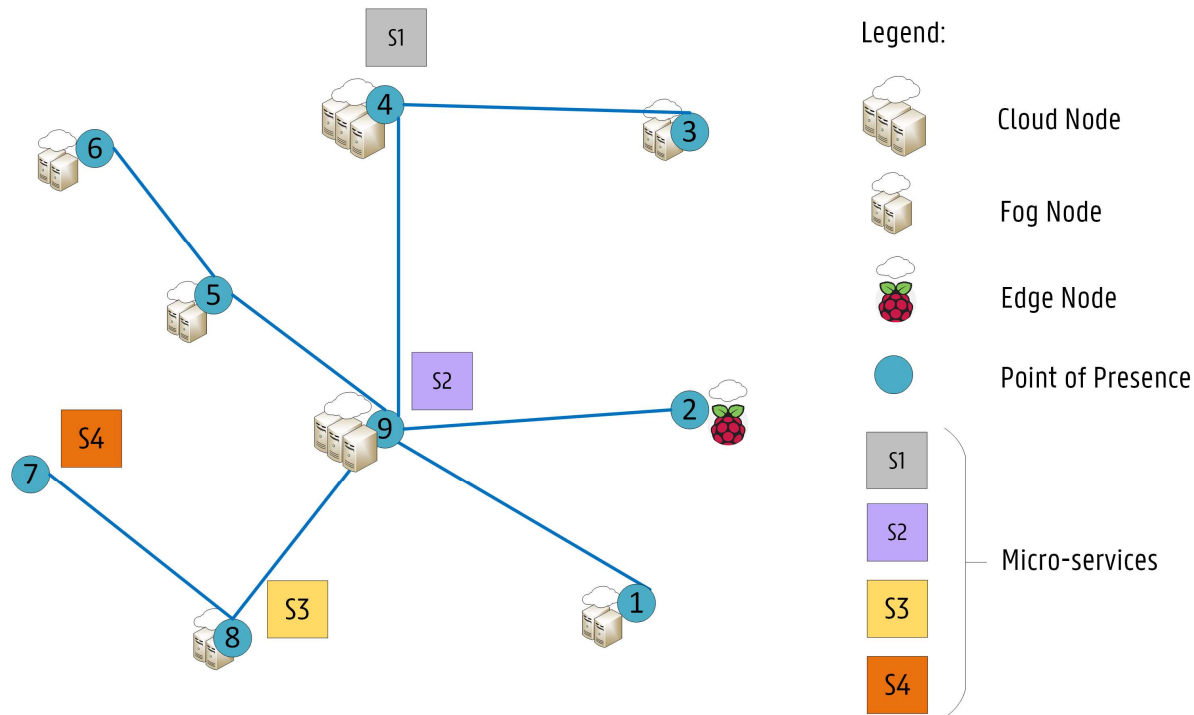 S1
Legend:
4
3
Cloud Node
6
Fog Node
5
Edge Node
S2
Point of Presence
2
9
S4
7
S1
S2
Micro-services
S3
1
S3
8
S4